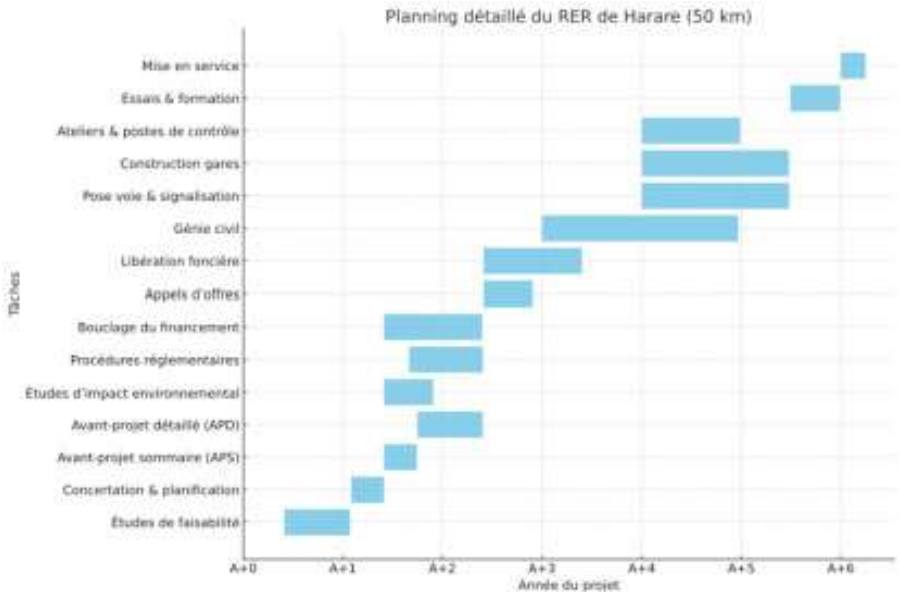 Planning détaillé du RER de Harare (50 km)
Mise en service
Essais & formation
Ateliers & postes de contrôle
Construction gares
Pose voie & signalisation
Génie civil
Libération foncière
Appels d'offres
Bouclage du financement
Procédures réglementaires
Études d'impact environnemental
Avant-projet détaillé (APD)
Avant-projet sommaire (APS)
Concertation & planification
Études de faisabilité
Tâches
A+0 A+1 A+2 A+3 A+4 A+5 A+6
Année du projet